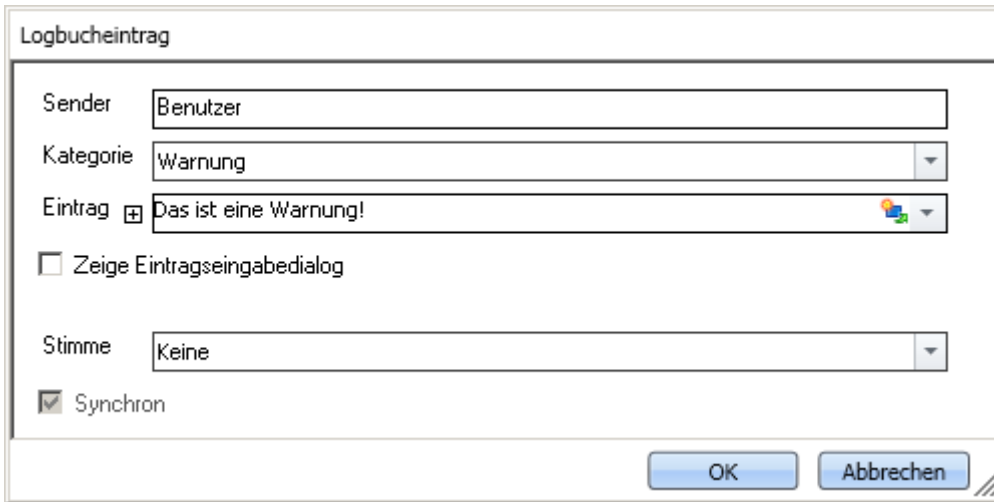 Logbucheintrag
Sender Benutzer
Kategorie Warnung
Eintrag Das ist eine Warnung!
Zeige Eintragseingabedialog
Stimme Keine
Synchron
OK Abbrechen